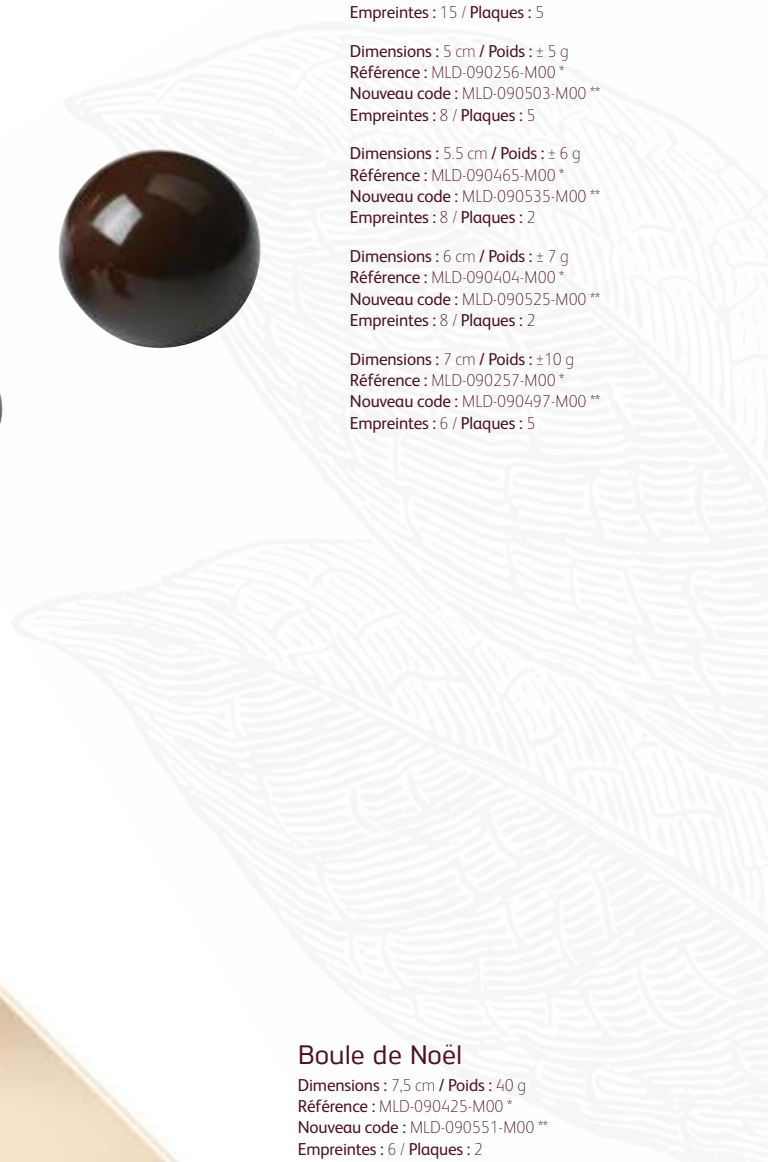 Empreintes : 15 / Plaques : 5
Dimensions : 5 cm / Poids : ± 5 g
Référence : MLD-090256-M00 *
Nouveau code : MLD-090503-M00 **
Empreintes : 8 / Plaques : 5
Dimensions : 5.5 cm / Poids : ± 6 g
Référence : MLD-090465-M00 *
Nouveau code : MLD-090535-M00 **
Empreintes : 8 / Plaques : 2
Dimensions : 6 cm / Poids : ± 7 g
Référence : MLD-090404-M00 *
Nouveau code : MLD-090525-M00 **
Empreintes : 8 / Plaques : 2
Dimensions : 7 cm / Poids : ±10 g
Référence : MLD-090257-M00 *
Nouveau code : MLD-090497-M00 **
Empreintes : 6 / Plaques : 5
Boule de Noël
Dimensions : 7,5 cm / Poids : 40 g
Référence : MLD-090425-M00 *
Nouveau code : MLD-090551-M00 **
Empreintes : 6 / Plaques : 2